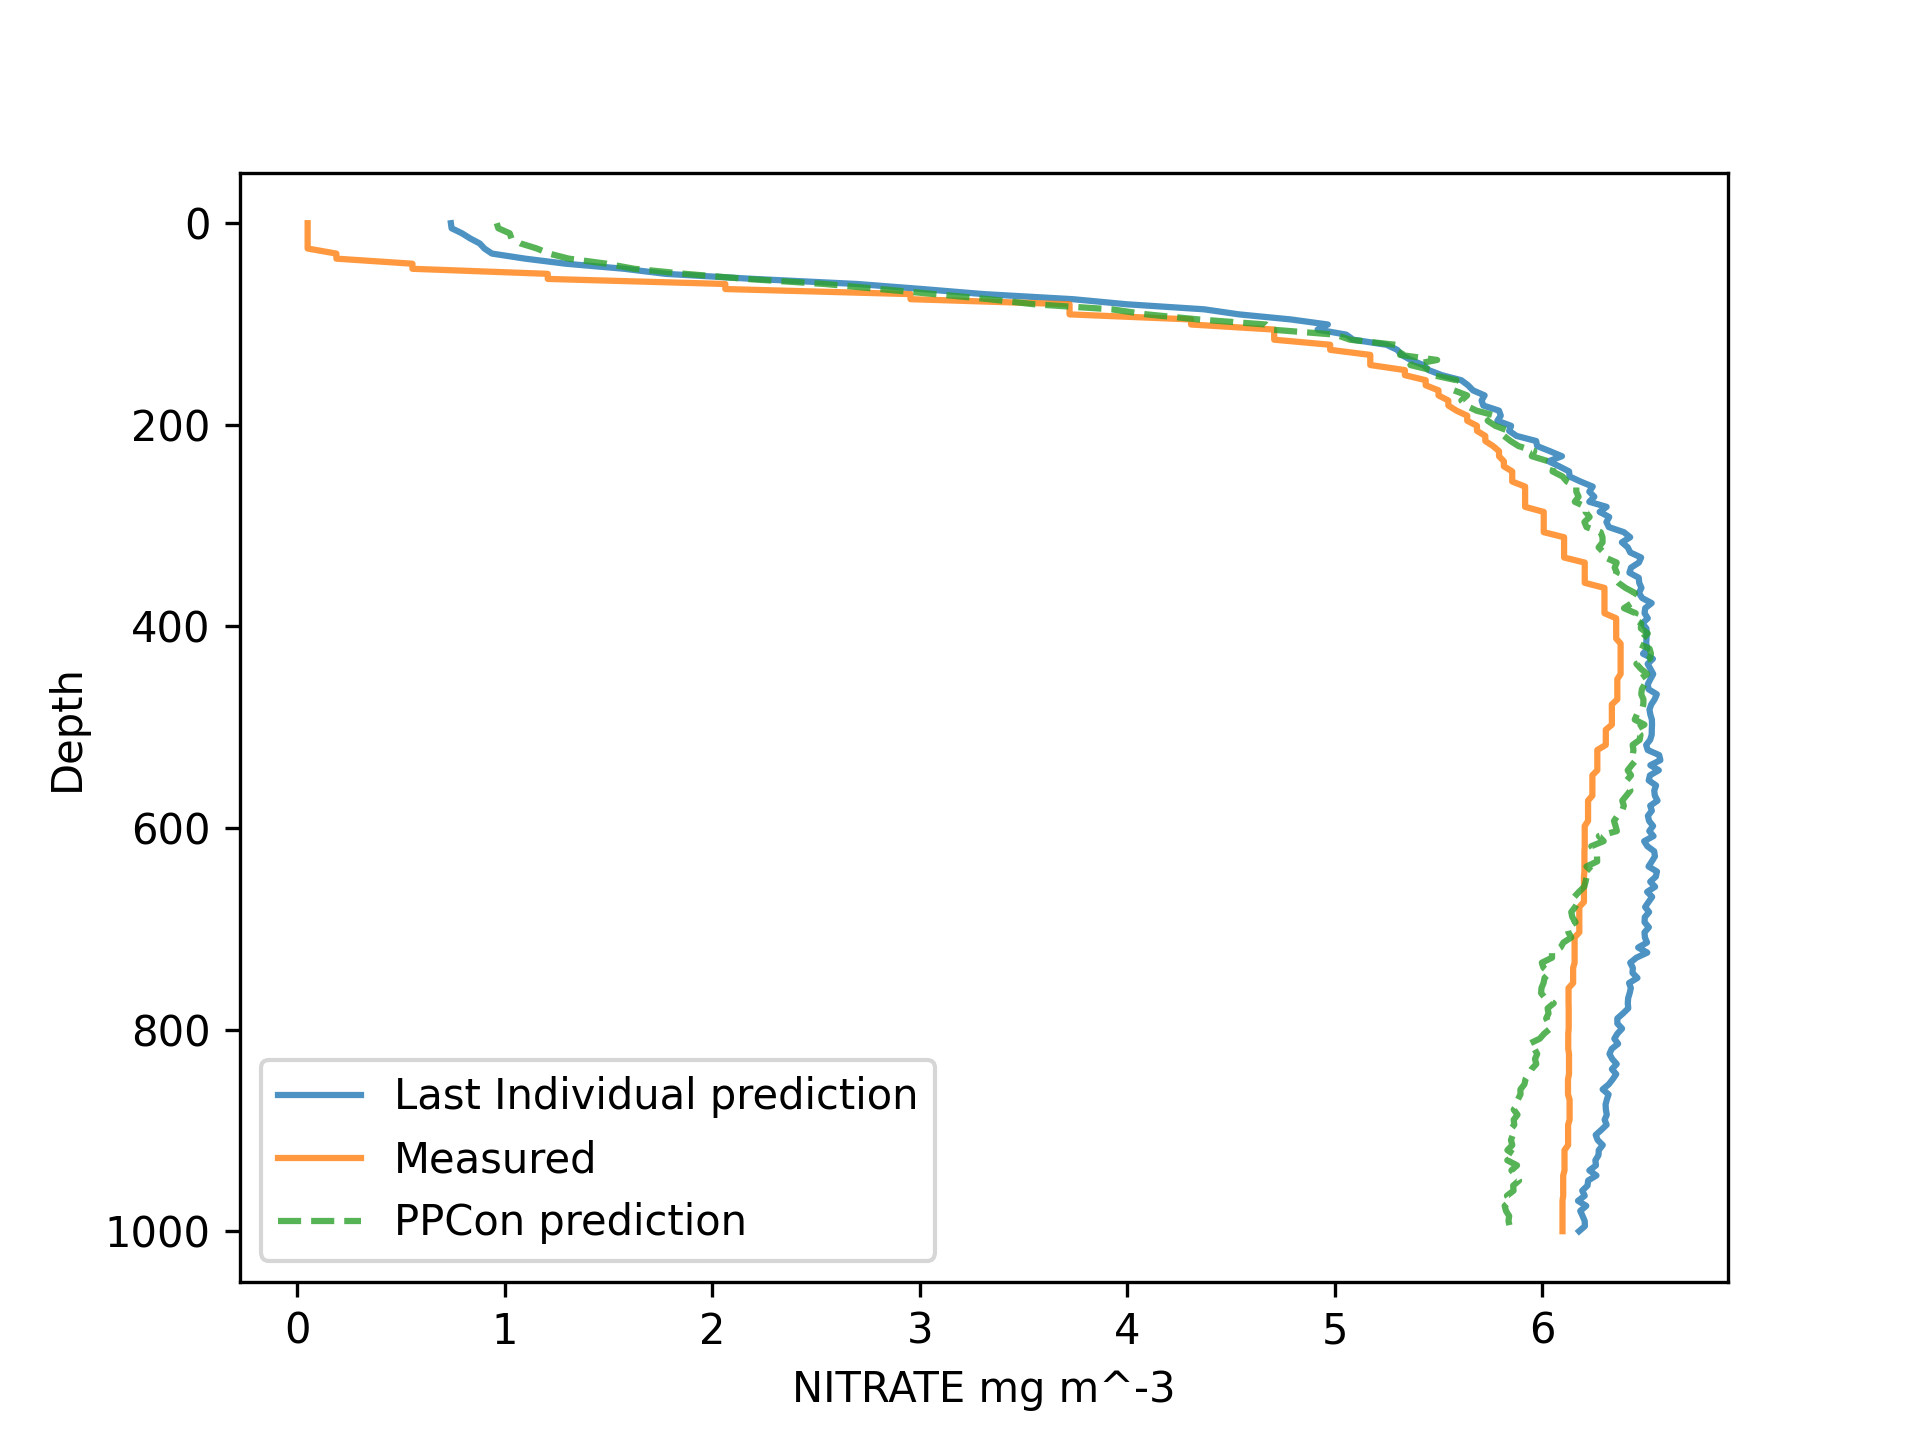 0
200
400
600
800
1000
Depth
Last Individual prediction
Measured
PPCon prediction
0 1 2 3 4 5 6
NITRATE mg m^-3